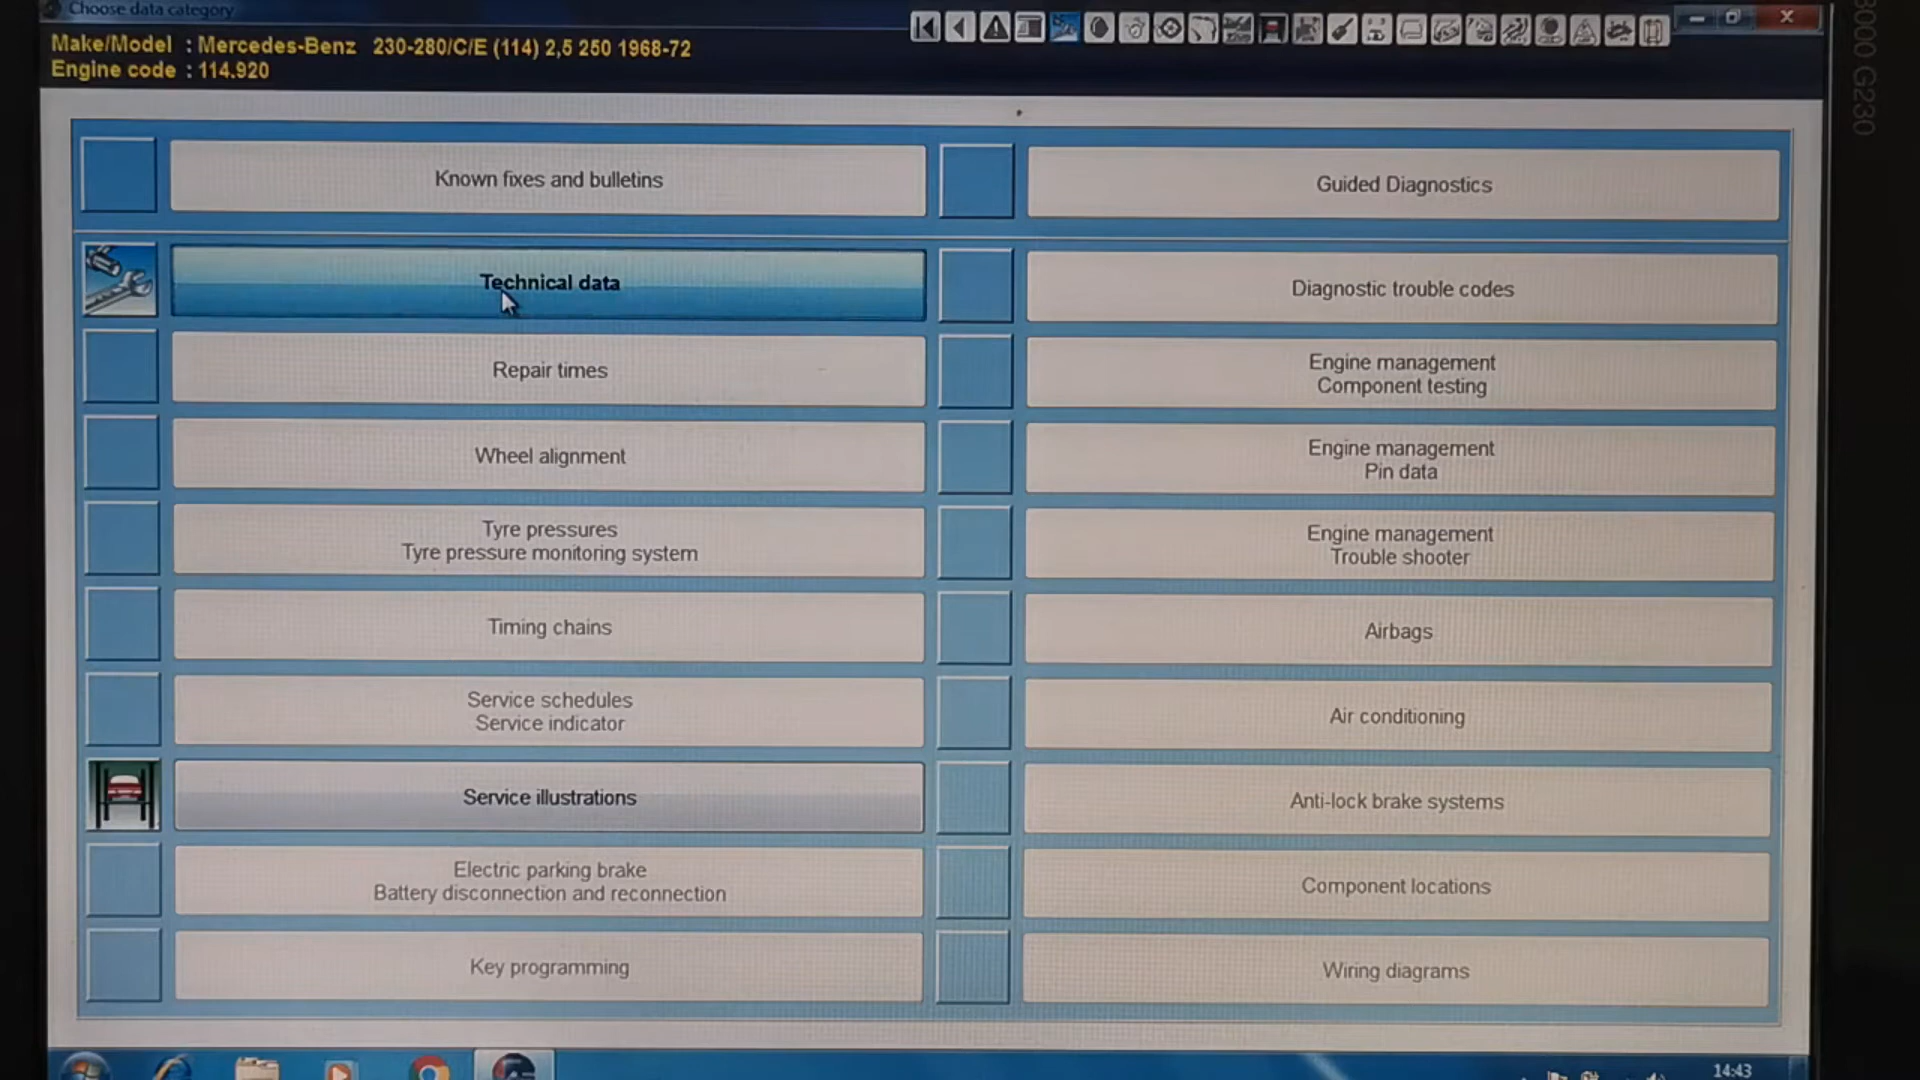 Choose data category
Make/Model : Mercedes-Benz 230-280/C/E (114) 2,5 250 1968-72
Engine code : 114.920
Known fixes and bulletins
Guided Diagnostics
Technical data
Diagnostic trouble codes
Repair times
Engine management
Component testing
Wheel alignment
Engine management
Pin data
Tyre pressures
Tyre pressure monitoring system
Engine management
Trouble shooter
Timing chains
Airbags
Service schedules
Service indicator
Air conditioning
Service illustrations
Anti-lock brake systems
Electric parking brake
Battery disconnection and reconnection
Component locations
Key programming
Wiring diagrams
14:43
G230